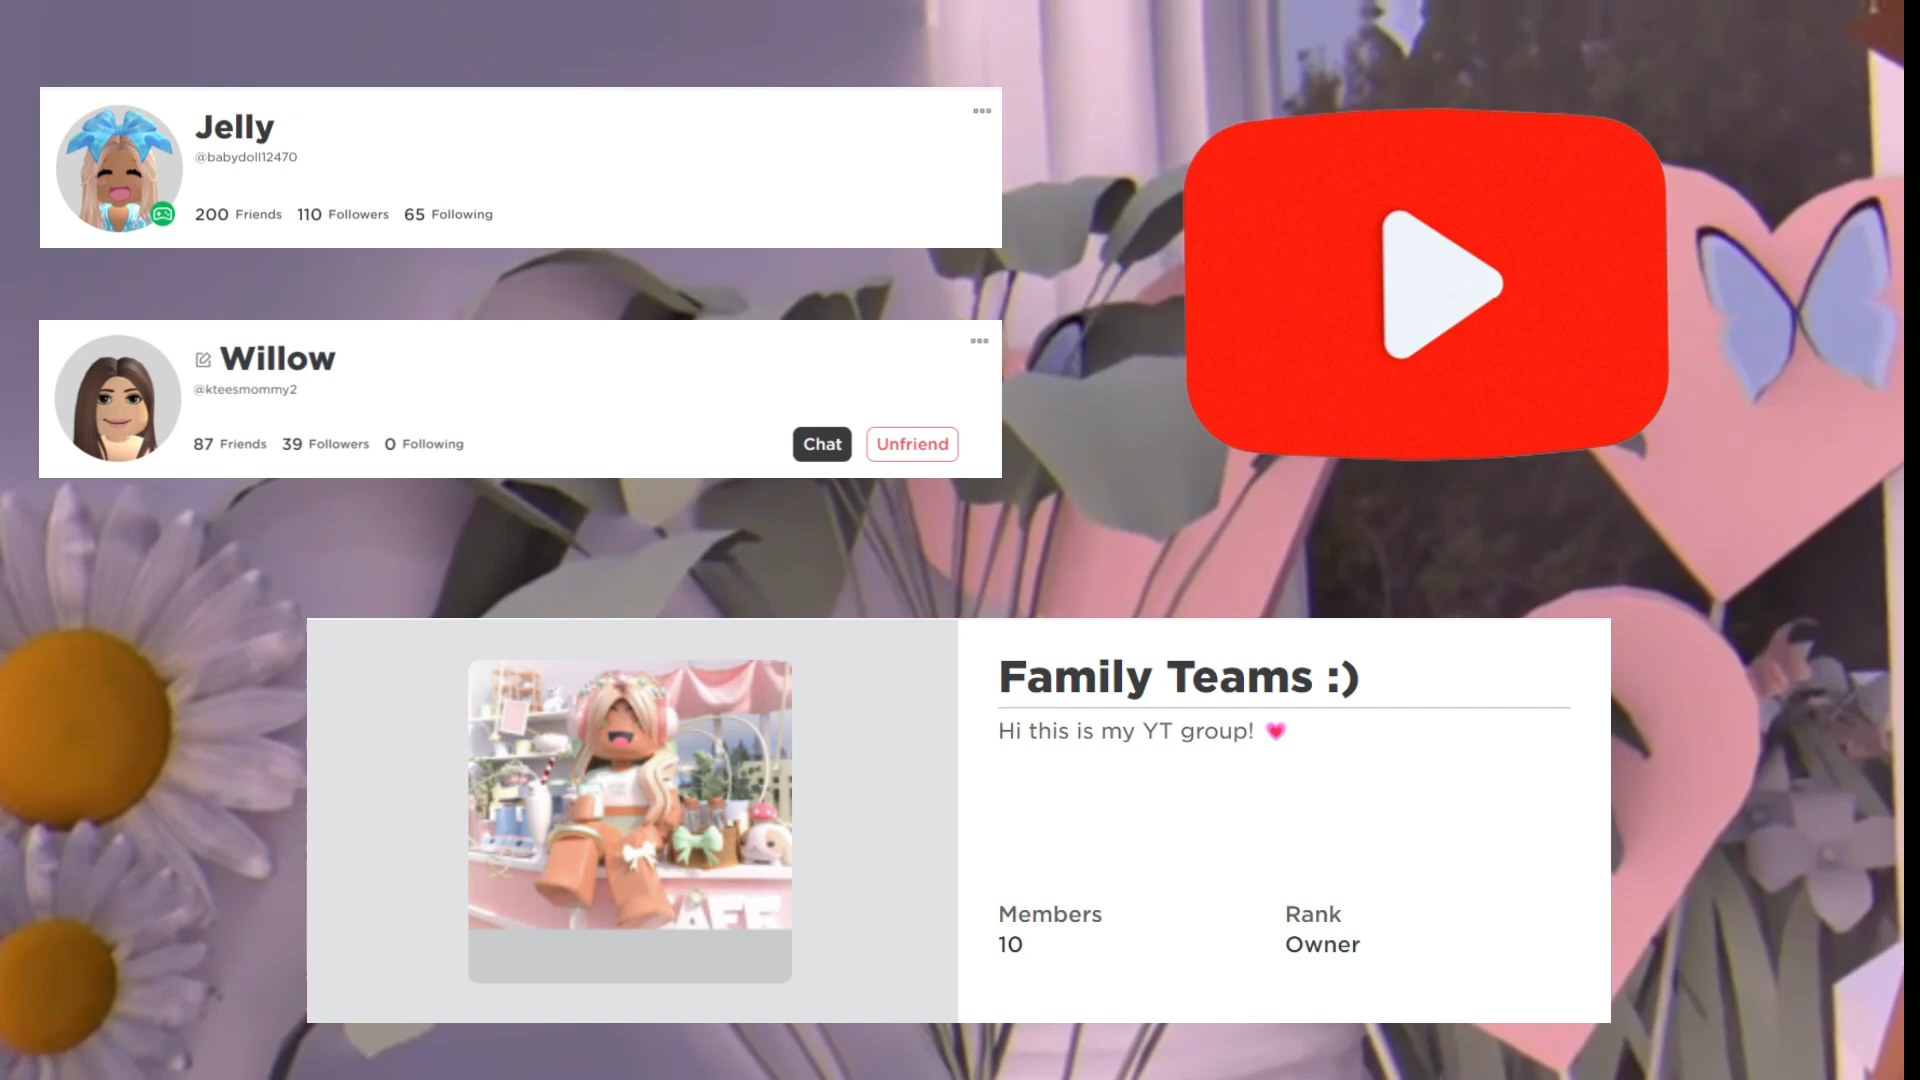 Jelly
@babydoll12470
200 Friends 110 Followers 65 Following
Willow
@kteesmommy2
87 Friends 39 Followers 0 Following
Chat Unfriend
Family Teams :)
Hi this is my YT group! 💗
Members Rank
10 Owner